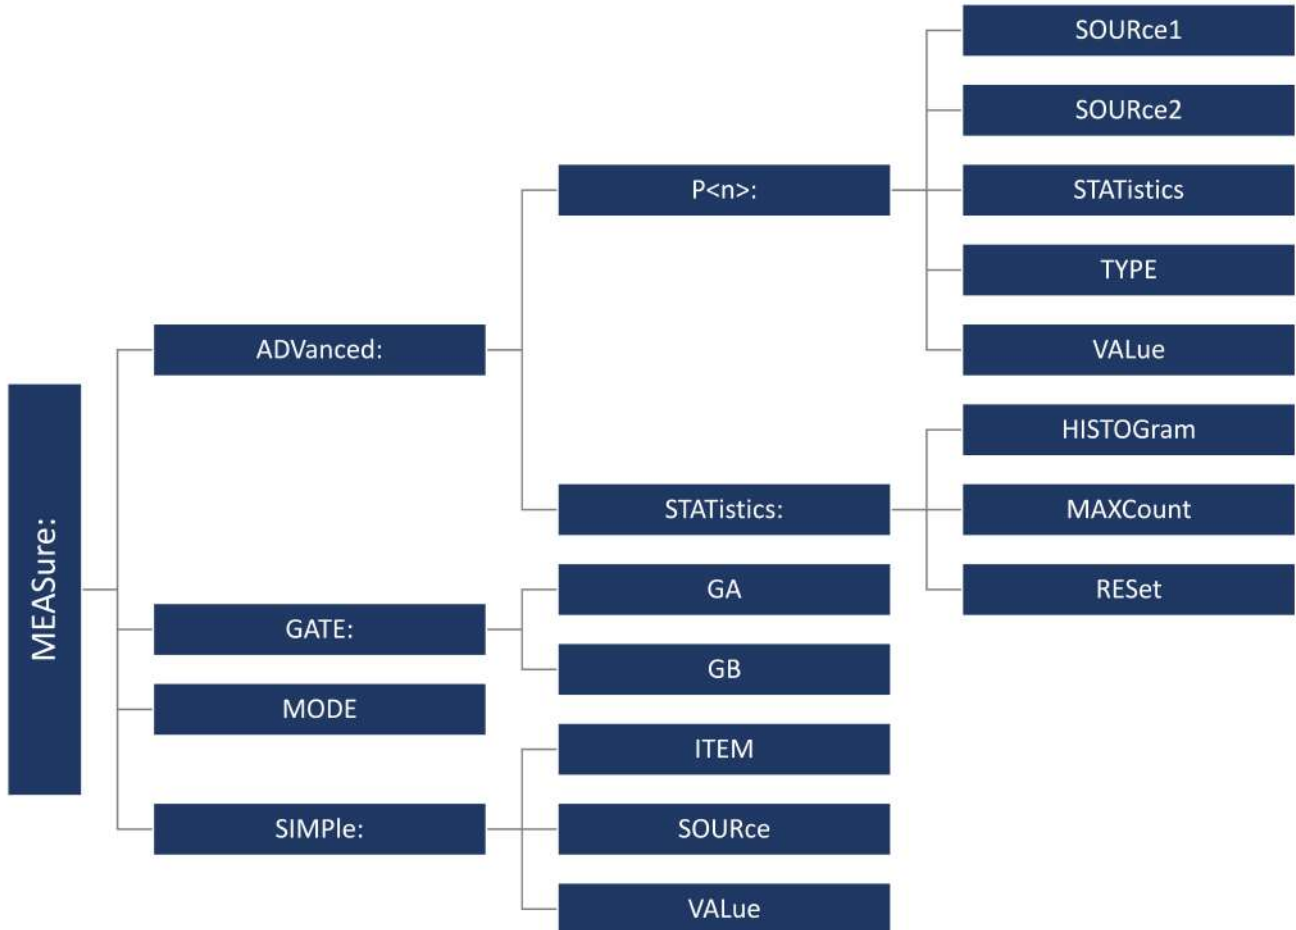 MEASure:
ADVanced:
P<n>:
SOURce1
SOURce2
STATistics
TYPE
VALue
STATistics:
HISTOGram
MAXCount
RESet
GATE:
GA
GB
MODE
SIMPle:
ITEM
SOURce
VALue